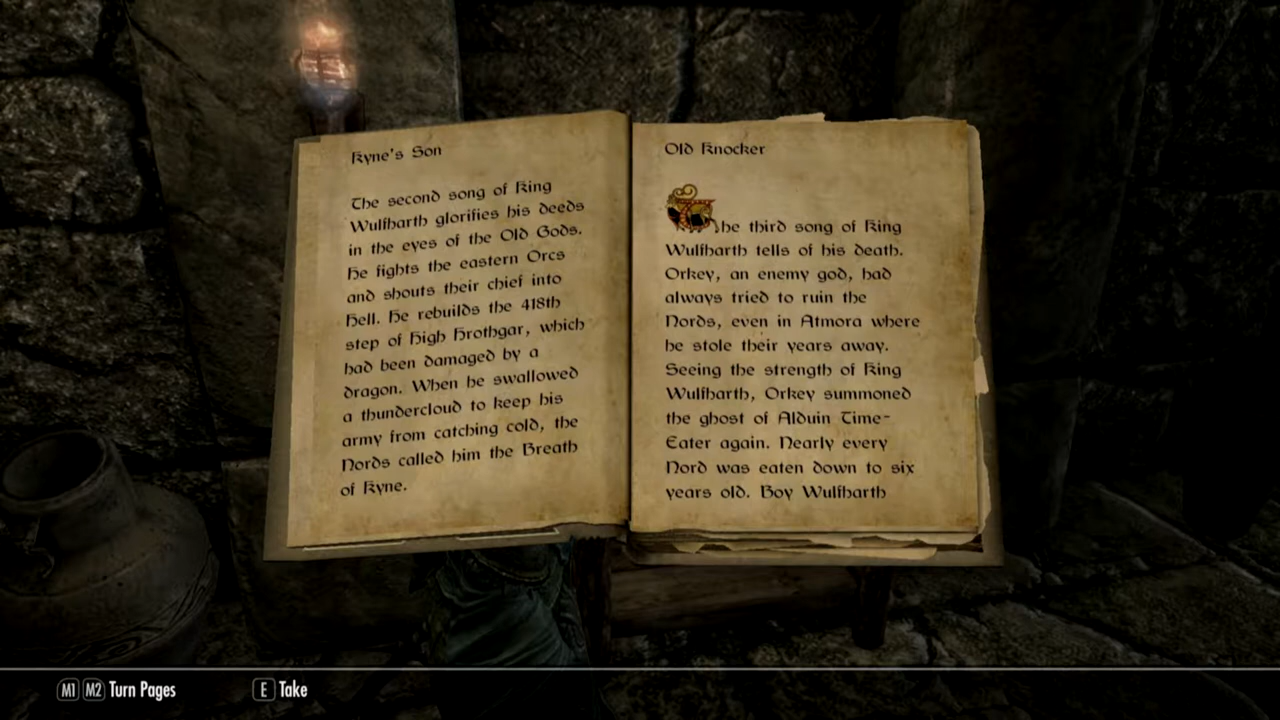 Kyne's Son
The second song of King
Wulfharth glorifies his deeds
in the eyes of the Old Gods.
He fights the eastern Orcs
and shouts their chief into
Hell. He rebuilds the 418th
step of High Hrothgar, which
had been damaged by a
dragon. When he swallowed
a thundercloud to keep his
army from catching cold, the
Nords called him the Breath
of Kyne.
Old Knocker
The third song of King
Wulfharth tells of his death.
Orkey, an enemy god, had
always tried to ruin the
Nords, even in Atmora where
he stole their years away.
Seeing the strength of King
Wulfharth, Orkey summoned
the ghost of Alduin Time-
Eater again. Nearly every
Nord was eaten down to six
years old. Boy Wulfharth
M1 M2 Turn Pages
E Take